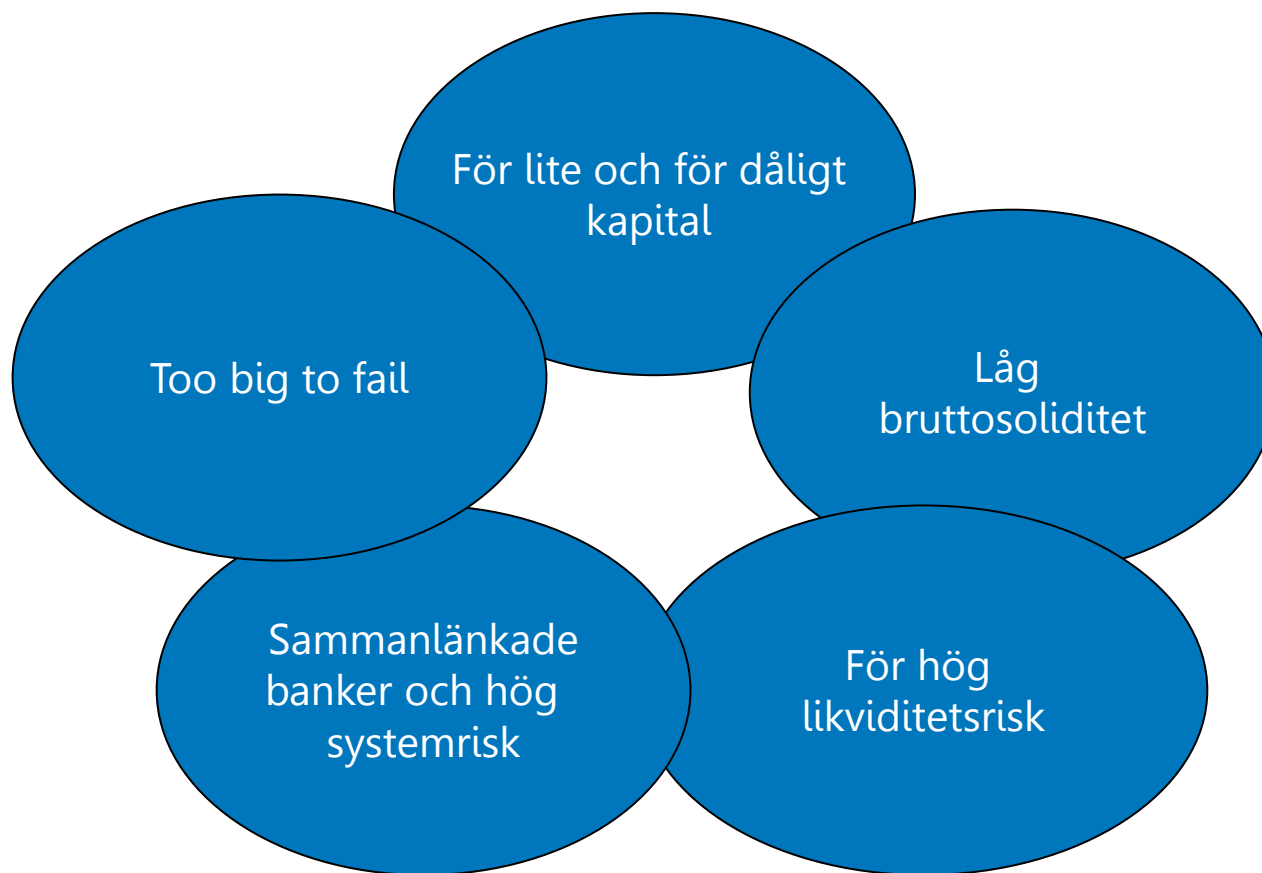 För lite och för dåligt
kapital
Too big to fail
Låg
bruttosoliditet
Sammanlänkade
banker och hög
systemrisk
För hög
likviditetsrisk